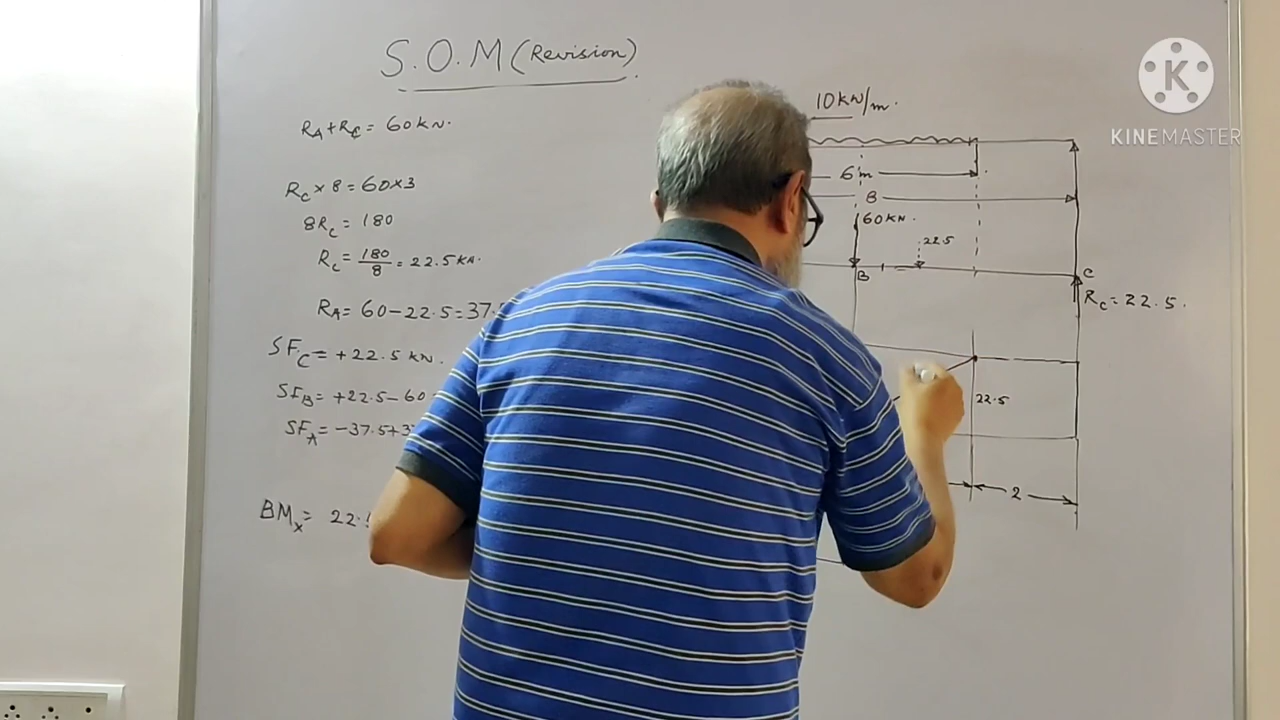 S.O.M (Revision)
RA+RC = 60 KN.
RC × 8 = 60×3
8RC = 180
RC = 180/8 = 22.5 KN.
RA = 60 – 22.5 = 37.5
SFC = +22.5 KN.
SFB = +22.5 – 60
SFA = –37.5+3
BMx = 22.5
10 KN/m.
6 m
8
60 KN.
22.5
B
C
RC = 22.5.
22.5
2
K
KINEMASTER